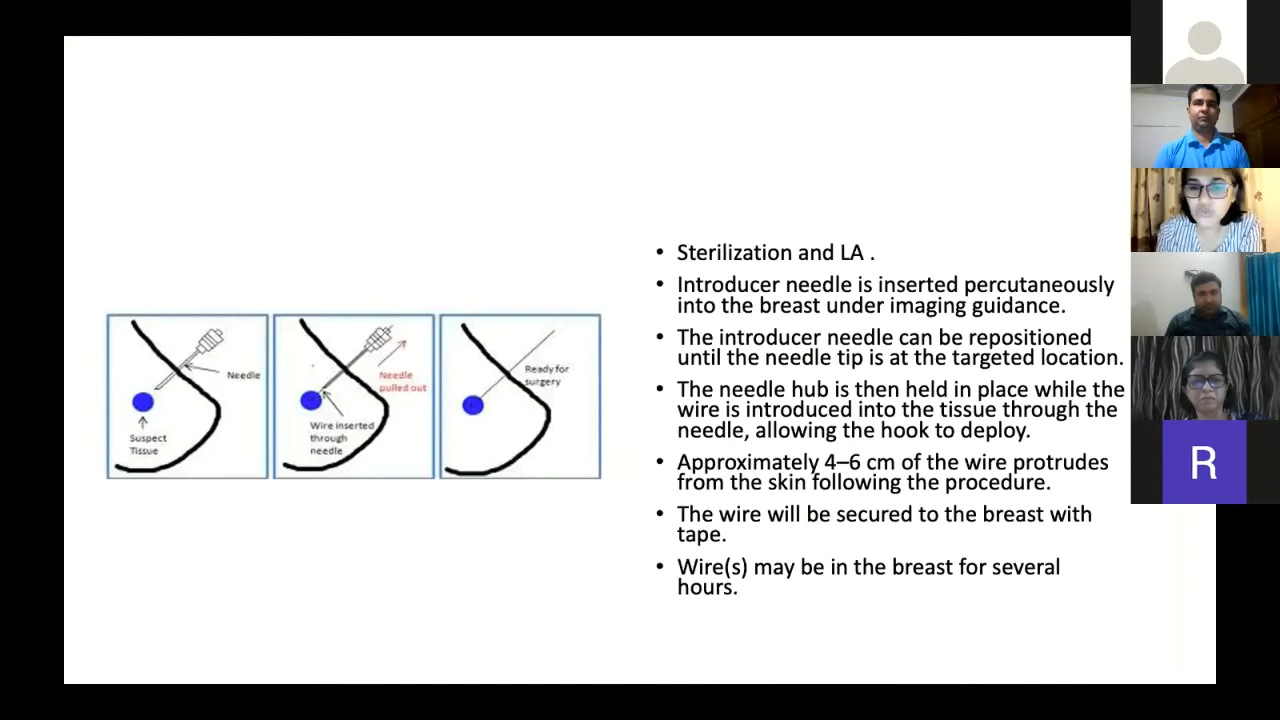 Needle
Suspect
Tissue
Needle
pulled out
Wire inserted
through
needle
Ready for
surgery
• Sterilization and LA .
• Introducer needle is inserted percutaneously
into the breast under imaging guidance.
• The introducer needle can be repositioned
until the needle tip is at the targeted location.
• The needle hub is then held in place while the
wire is introduced into the tissue through the
needle, allowing the hook to deploy.
• Approximately 4–6 cm of the wire protrudes
from the skin following the procedure.
• The wire will be secured to the breast with
tape.
• Wire(s) may be in the breast for several
hours.
R